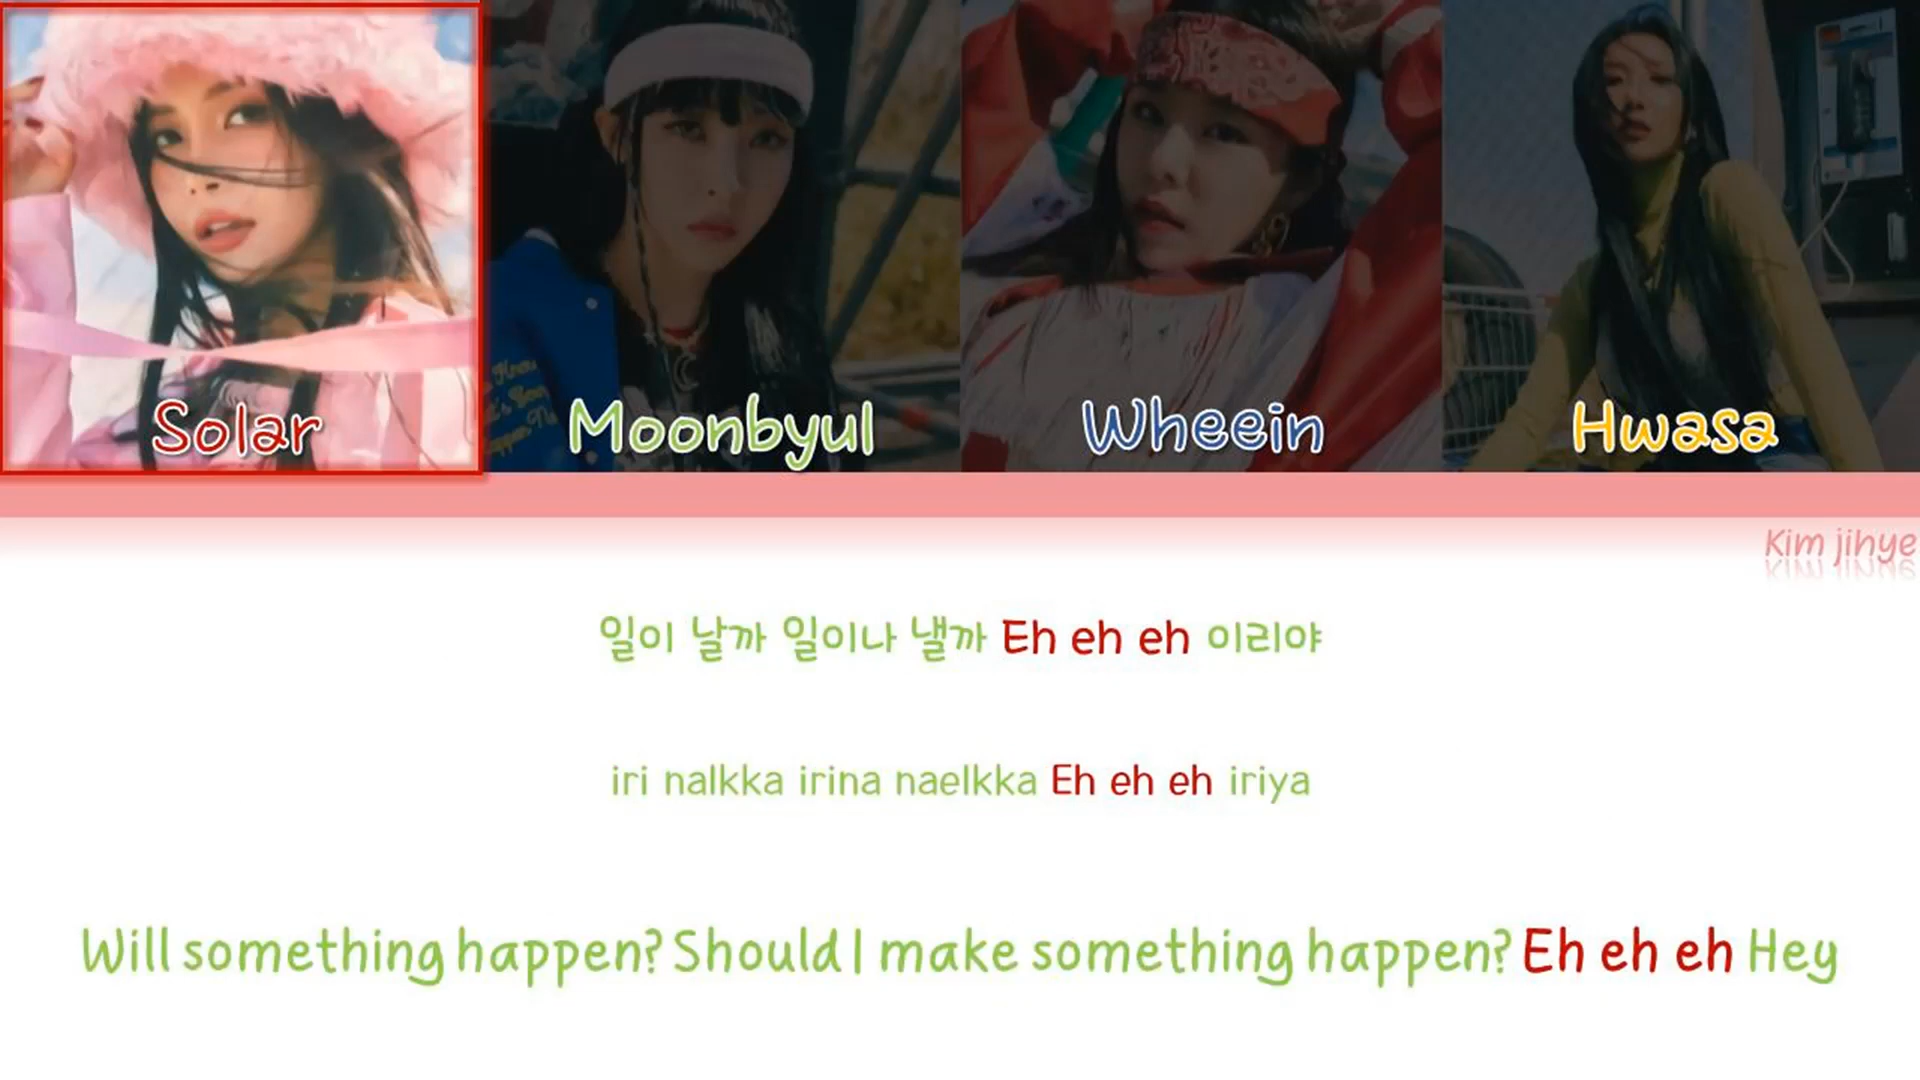 Solar Moonbyul Wheein Hwasa
Kim jihye
일이 날까 일이나 낼까 Eh eh eh 이리야
iri nalkka irina naelkka Eh eh eh iriya
Will something happen? Should I make something happen? Eh eh eh Hey